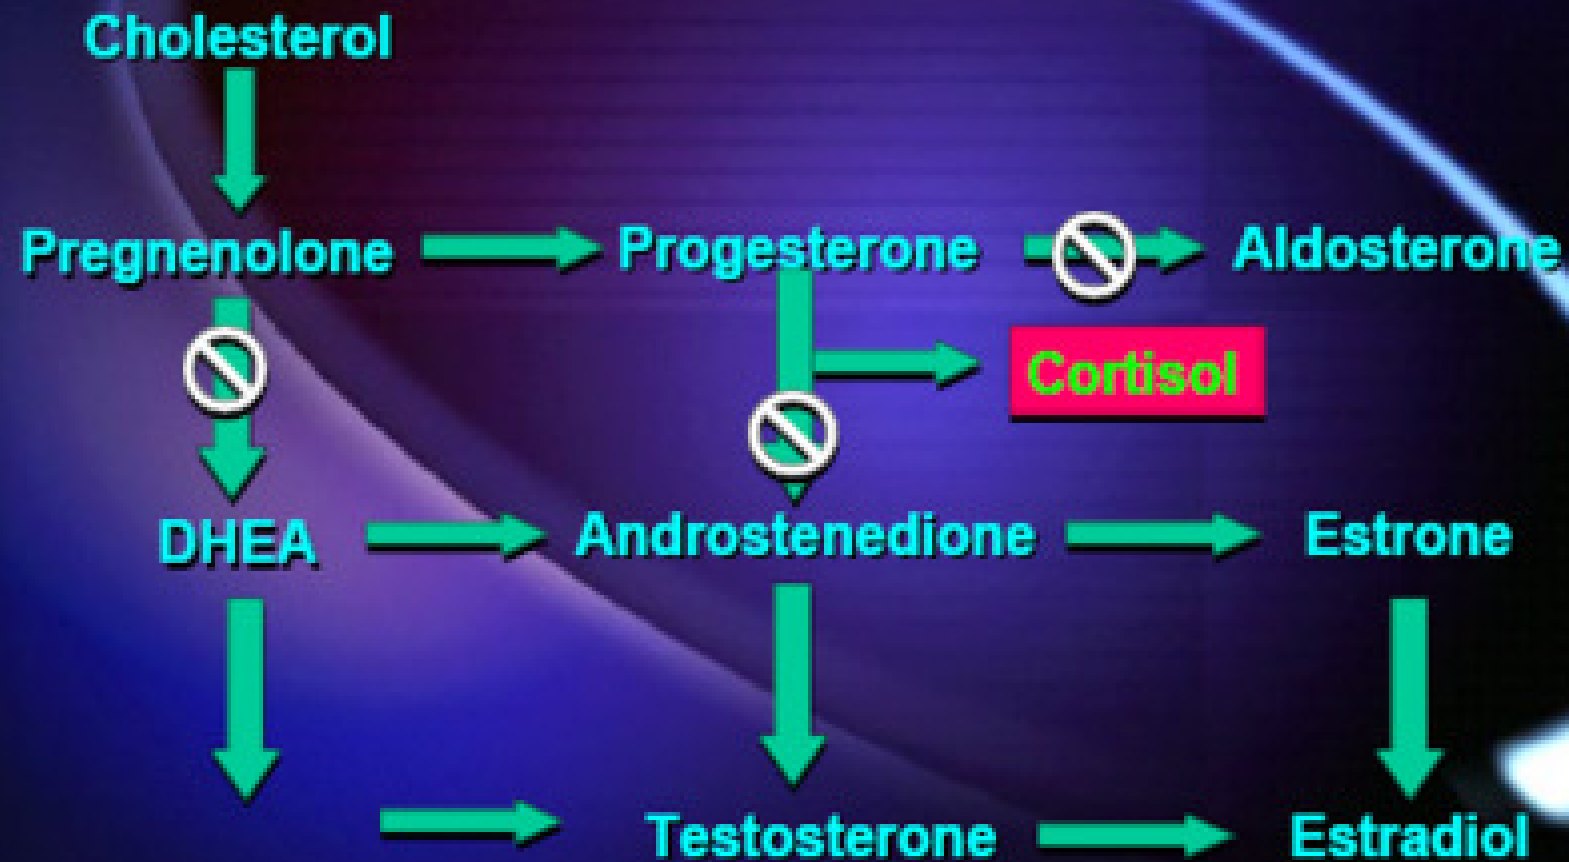 Cholesterol
Pregnenolone Progesterone Aldosterone
Cortisol
DHEA Androstenedione Estrone
Testosterone Estradiol